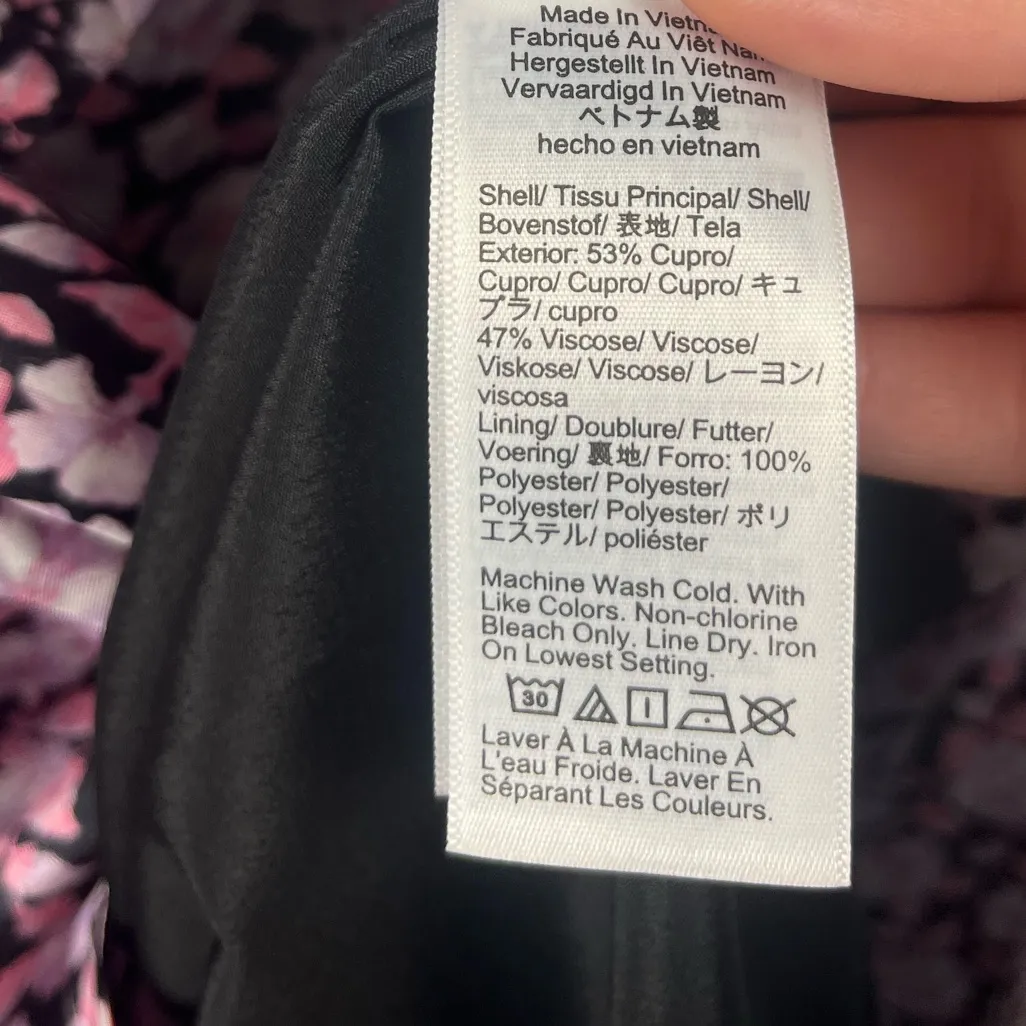 Made In
Fabriqué Au Viêt
Hergestellt In Vietnam
Vervaardigd In Vietnam
ベトナム製
hecho en vietnam
Shell/ Tissu Principal/ Shell/
Bovenstof/ 表地/ Tela
Exterior: 53% Cupro/
Cupro/ Cupro/ Cupro/ キュ
プラ/ cupro
47% Viscose/ Viscose/
Viskose/ Viscose/ レーヨン/
viscosa
Lining/ Doublure/ Futter/
Voering/ 裏地/ Forro: 100%
Polyester/ Polyester/
Polyester/ Polyester/ ポリ
エステル/ poliéster
Machine Wash Cold. With
Like Colors. Non-chlorine
Bleach Only. Line Dry. Iron
On Lowest Setting.
30
Laver À La Machine À
L'eau Froide. Laver En
Séparant Les Couleurs.